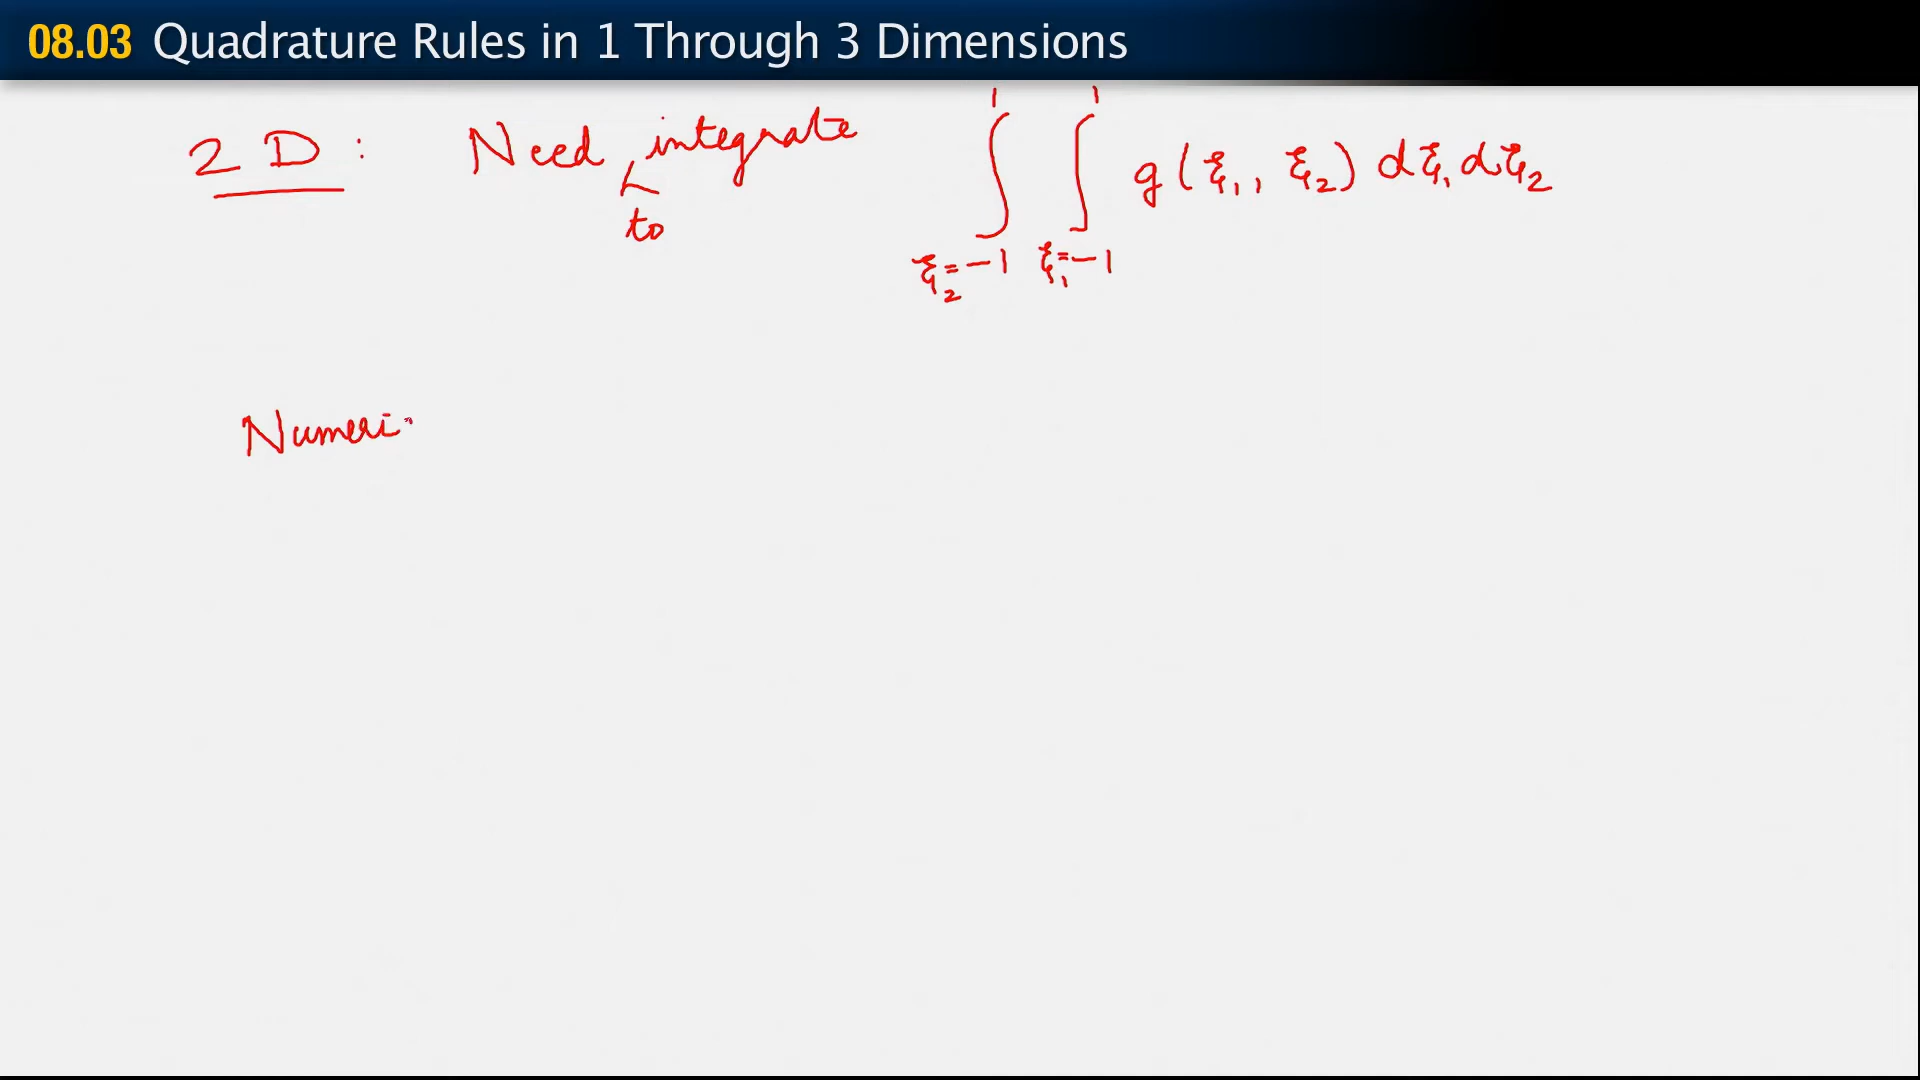 08.03 Quadrature Rules in 1 Through 3 Dimensions
2 D : Need to integrate ∫_{ξ₂=-1}^{1} ∫_{ξ₁=-1}^{1} g(ξ₁, ξ₂) dξ₁ dξ₂
Numeri